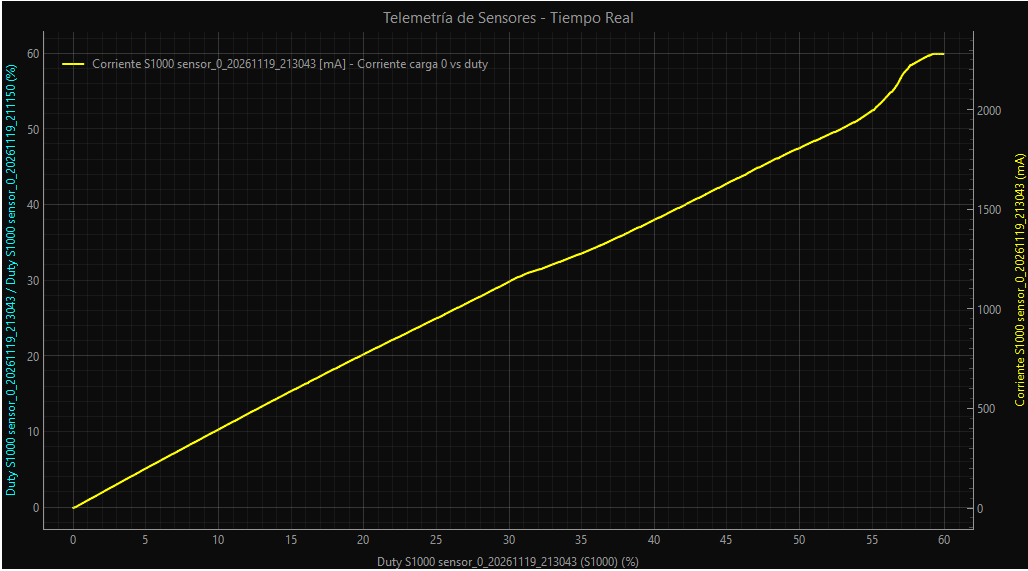 Telemetría de Sensores - Tiempo Real
Corriente S1000 sensor_0_20261119_213043 [mA] - Corriente carga 0 vs duty
Duty S1000 sensor_0_20261119_213043 / Duty S1000 sensor_0_20261119_211150 (%)
60
50
40
30
20
10
0
2000
1500
1000
500
0
Corriente S1000 sensor_0_20261119_213043 (mA)
0 5 10 15 20 25 30 35 40 45 50 55 60
Duty S1000 sensor_0_20261119_213043 (S1000) (%)